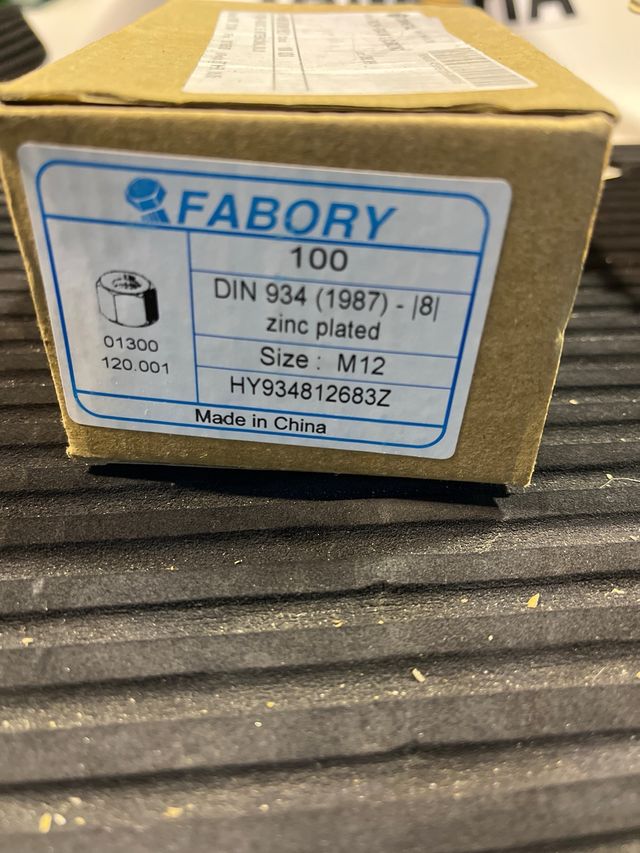 FABORY
100
DIN 934 (1987) - |8|
zinc plated
Size : M12
HY934812683Z
01300
120.001
Made in China